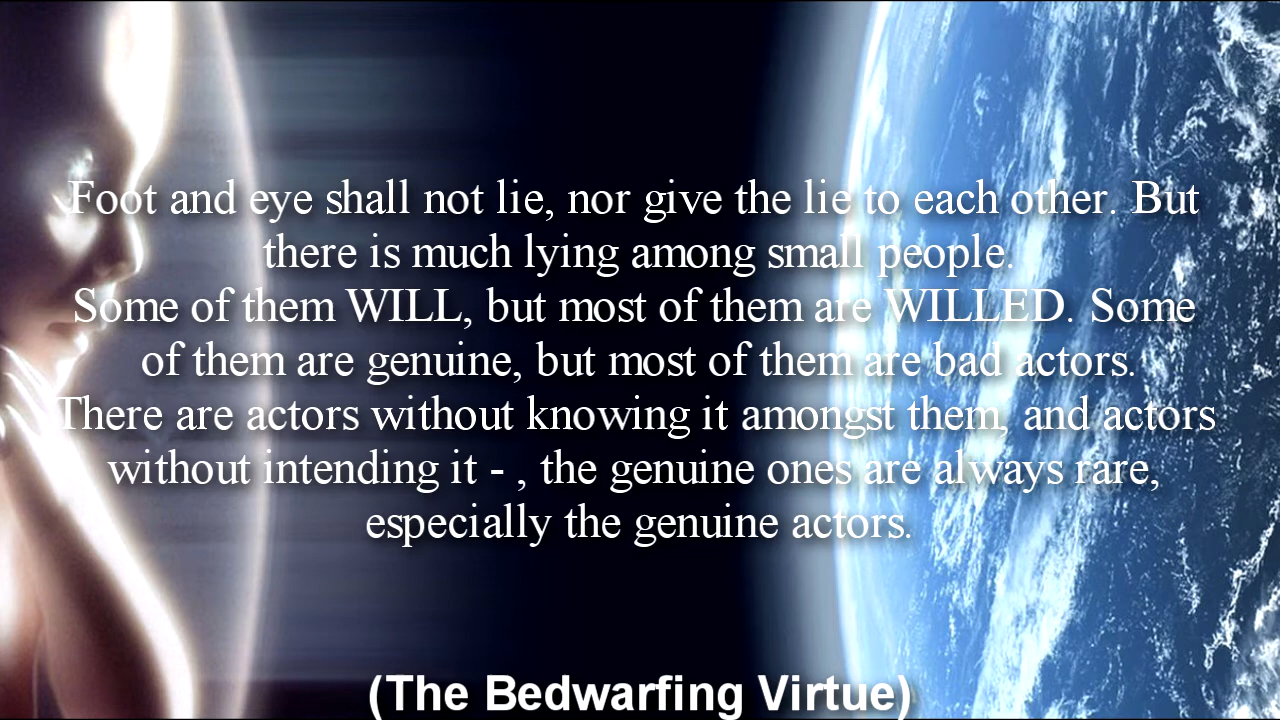 Foot and eye shall not lie, nor give the lie to each other. But
there is much lying among small people.
Some of them WILL, but most of them are WILLED. Some
of them are genuine, but most of them are bad actors.
There are actors without knowing it amongst them, and actors
without intending it - , the genuine ones are always rare,
especially the genuine actors.
(The Bedwarfing Virtue)